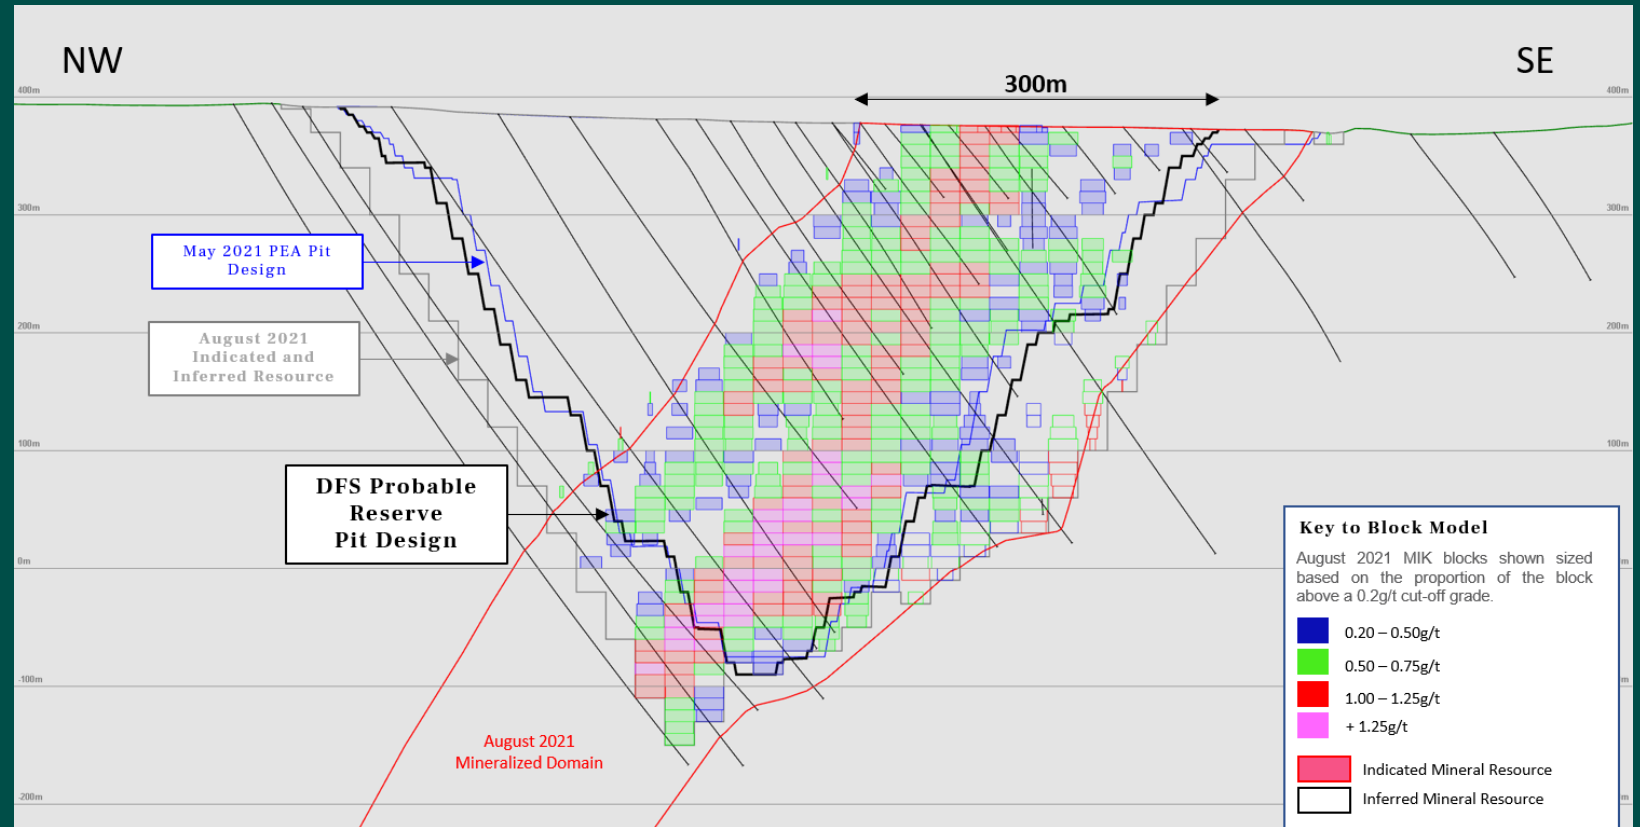 NW
SE
300m
400m
400m
300m
300m
200m
200m
100m
100m
0m
m
-100m
m
-200m
m
May 2021 PEA Pit
Design
August 2021
Indicated and
Inferred Resource
DFS Probable
Reserve
Pit Design
August 2021
Mineralized Domain
Key to Block Model
August 2021 MIK blocks shown sized
based on the proportion of the block
above a 0.2g/t cut-off grade.
0.20 – 0.50g/t
0.50 – 0.75g/t
1.00 – 1.25g/t
+ 1.25g/t
Indicated Mineral Resource
Inferred Mineral Resource